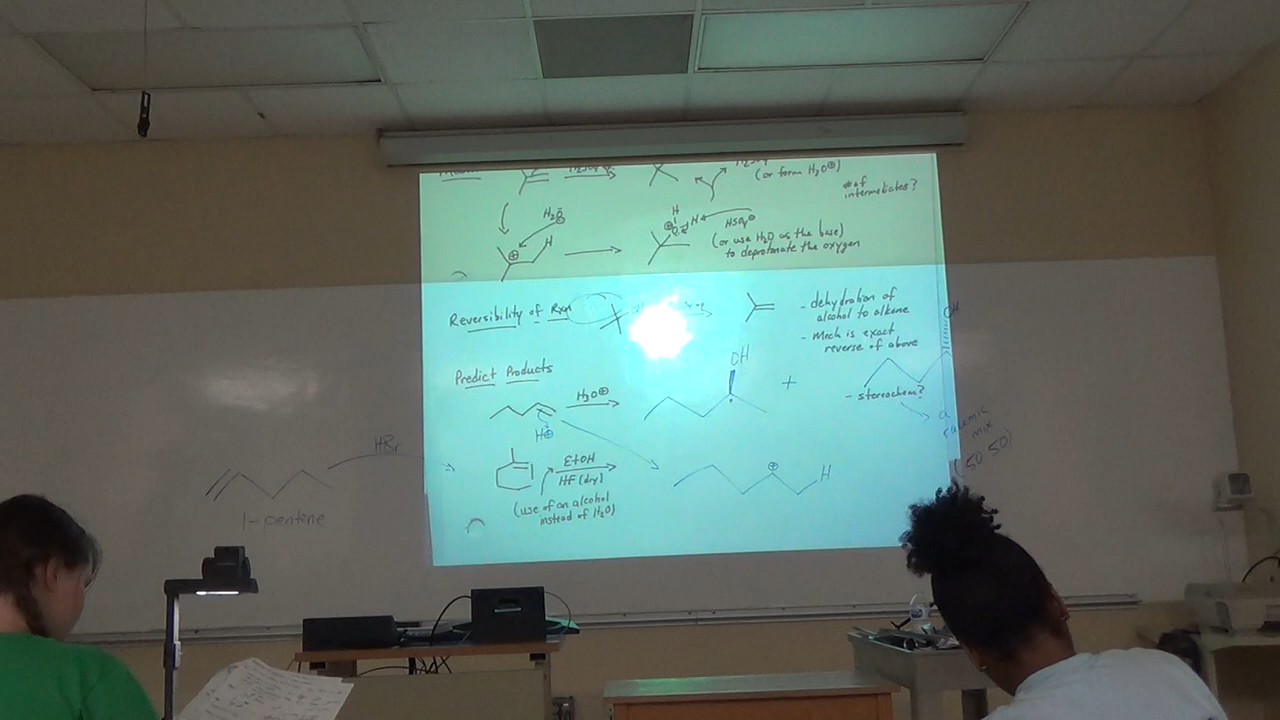 (or form H₃O⊕)
# of
intermediates?
H₂Ö
H
⊕
H
⊕
H
HSO₄⊖
(or use H₂O as the base)
to deprotonate the oxygen
Reversibility of Rxn
- dehydration of
alcohol to alkene
- Mech is exact
reverse of above
OH
Predict Products
H₃O⊕
OH
+
- stereochem?
a
racemic
mix
(50 50)
H⊕
HBr
1-pentene
EtOH
HF (dry)
(use of an alcohol
instead of H₂O)
⊕
H